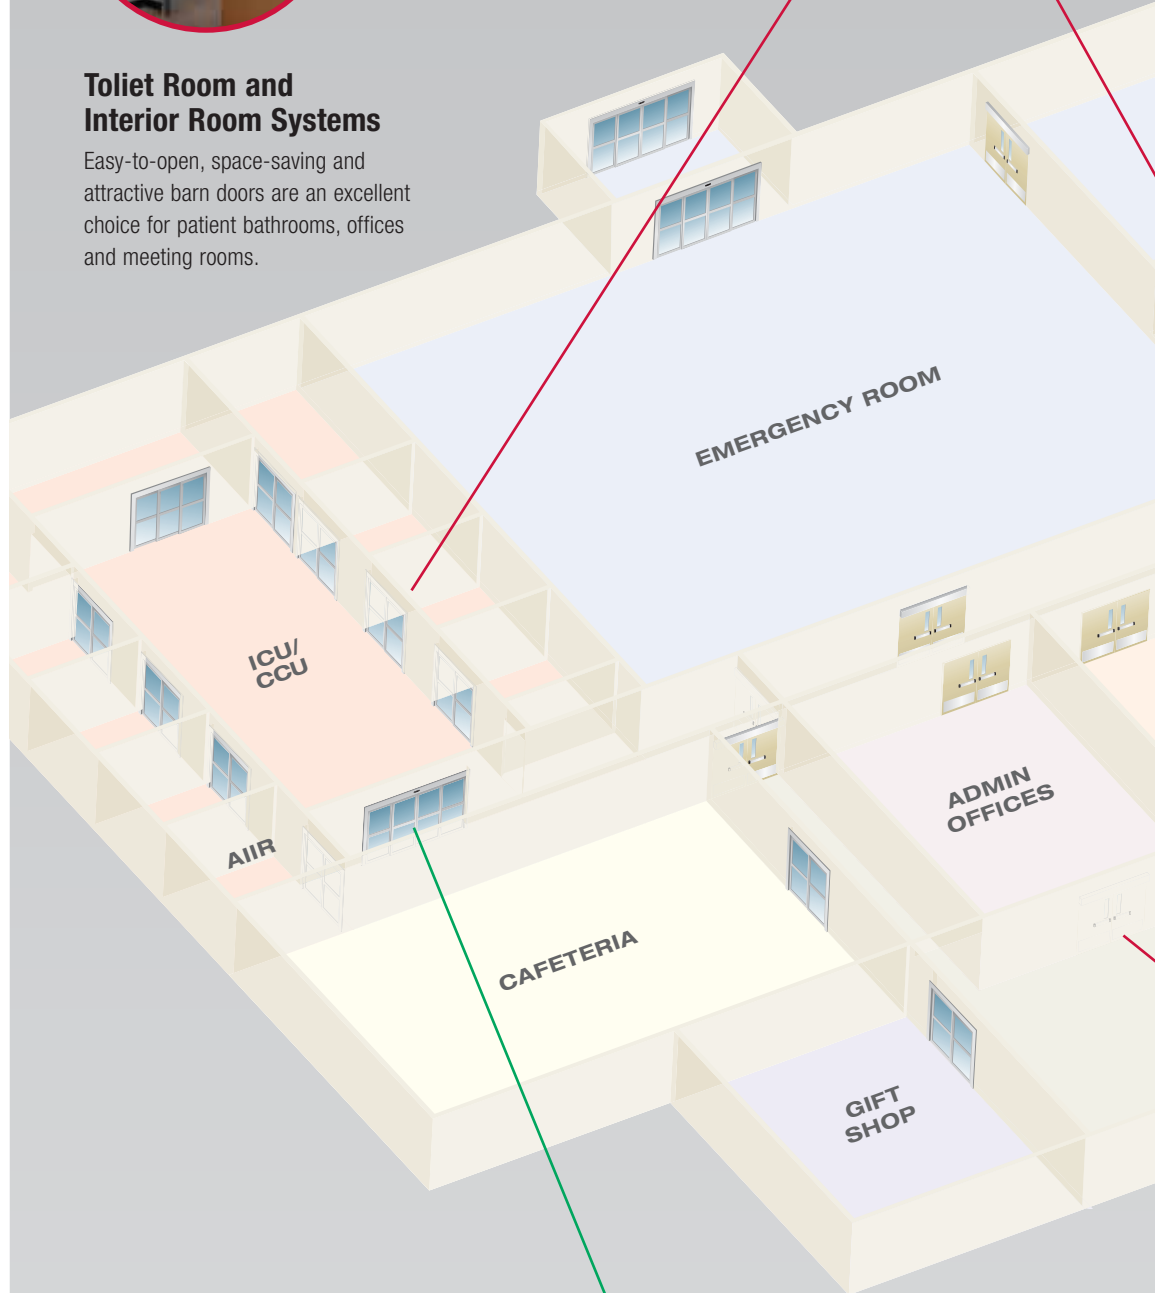 Toliet Room and
Interior Room Systems
Easy-to-open, space-saving and
attractive barn doors are an excellent
choice for patient bathrooms, offices
and meeting rooms.
EMERGENCY ROOM
ICU/
CCU
ADMIN
OFFICES
AIIR
CAFETERIA
GIFT
SHOP